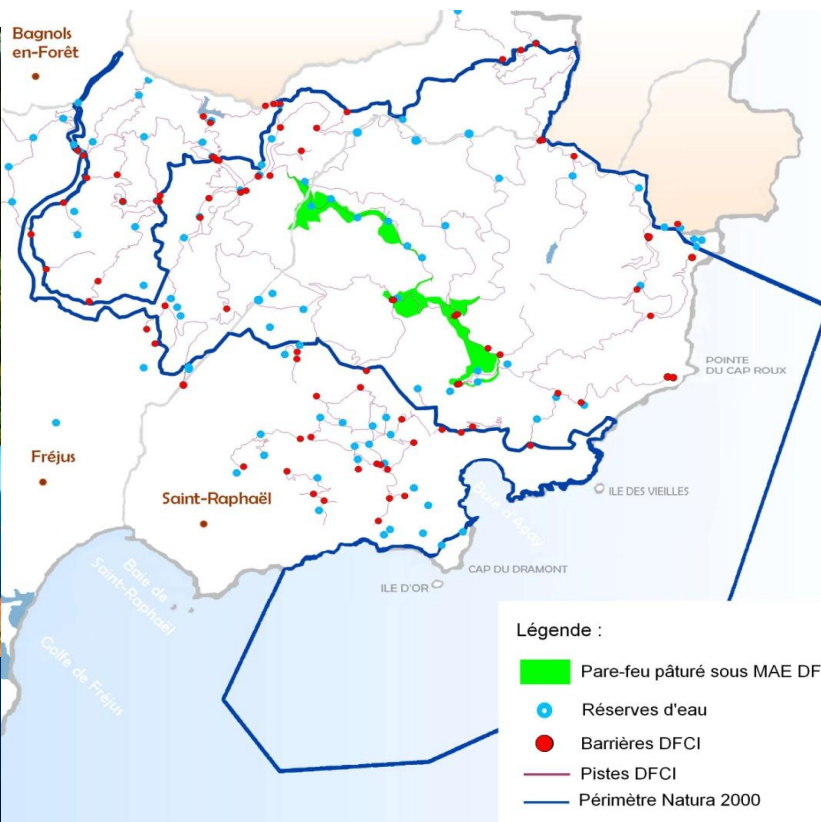 Bagnols
en-Forêt
POINTE
DU CAP ROUX
Fréjus
Saint-Raphaël
ILE DES VIEILLES
Baie d'Agay
CAP DU DRAMONT
ILE D'OR
Baie de
Saint-Raphaël
Golfe de Fréjus
Légende :
Pare-feu pâturé sous MAE DF
Réserves d'eau
Barrières DFCI
Pistes DFCI
Périmètre Natura 2000